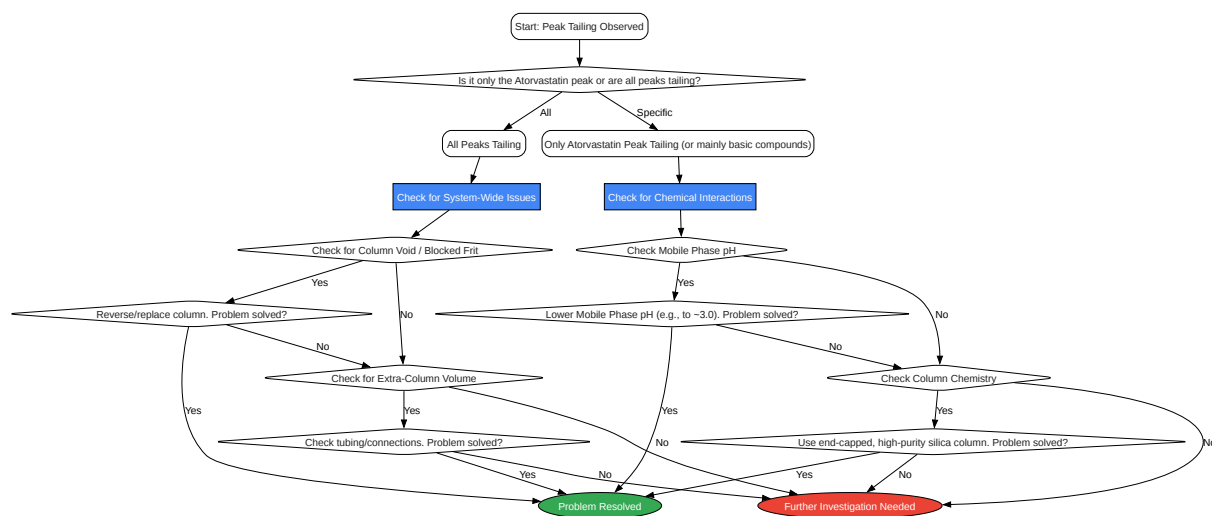 Start: Peak Tailing Observed
Is it only the Atorvastatin peak or are all peaks tailing?
All
Specific
All Peaks Tailing
Only Atorvastatin Peak Tailing (or mainly basic compounds)
Check for System-Wide Issues
Check for Chemical Interactions
Check for Column Void / Blocked Frit
Check Mobile Phase pH
Yes
Yes
Reverse/replace column. Problem solved?
No
Lower Mobile Phase pH (e.g., to ~3.0). Problem solved?
No
No
No
Check for Extra-Column Volume
Check Column Chemistry
Yes
Yes
Yes
Yes
Check tubing/connections. Problem solved?
No
Use end-capped, high-purity silica column. Problem solved?
No
Yes
No
Yes
No
Problem Resolved
Further Investigation Needed